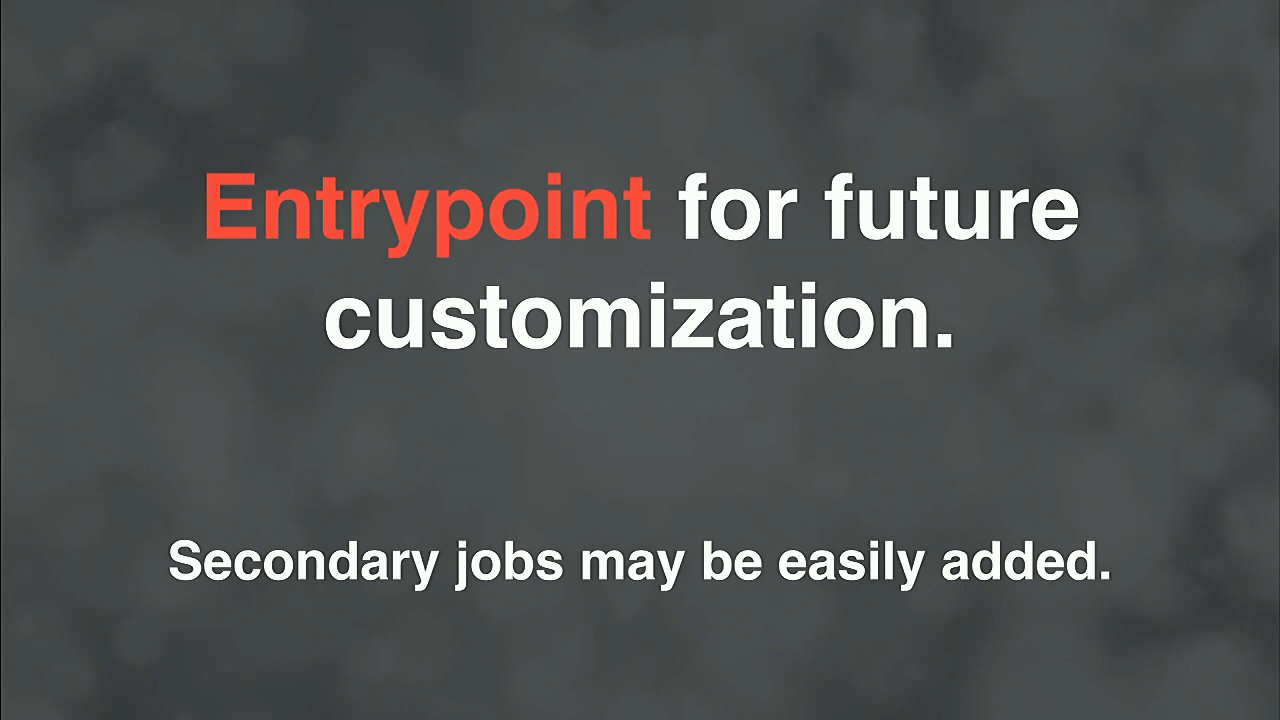 Entrypoint for future
customization.
Secondary jobs may be easily added.